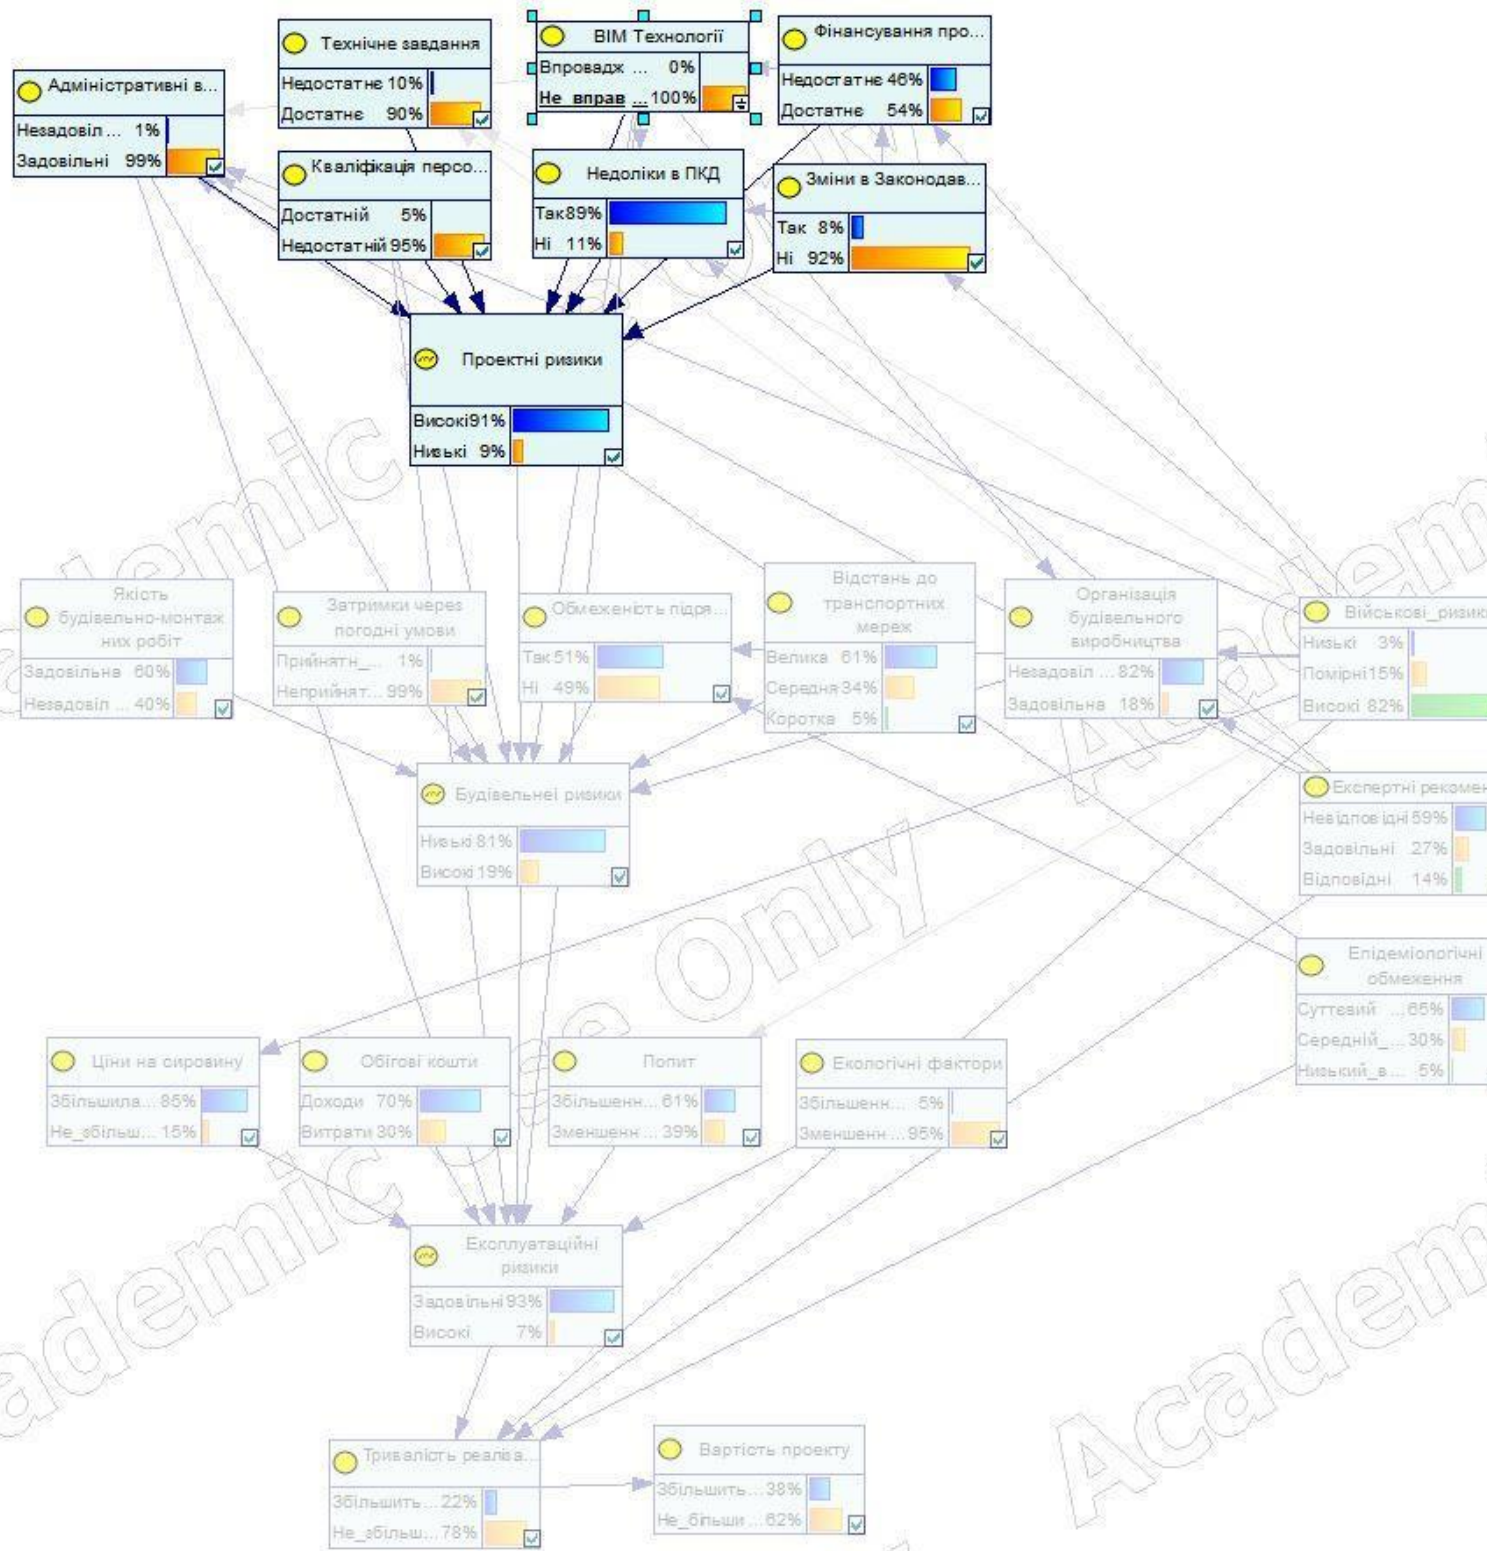 Технічне завдання
Недостатнє 10%
Достатнє 90%
BIM Технології
Впровадж ... 0%
Не вправ ... 100%
Фінансування про...
Недостатнє 46%
Достатнє 54%
Адміністративні в...
Незадовіл ... 1%
Задовільні 99%
Кваліфікація персо...
Достатній 5%
Недостатній 95%
Недоліки в ПКД
Так 89%
Ні 11%
Зміни в Законодав...
Так 8%
Ні 92%
Проектні ризики
Високі 91%
Низькі 9%
Якість
будівельно-монтаж
них робіт
Задовільна 60%
Незадовіл ... 40%
Затримки через
погодні умови
Прийнятн_... 1%
Неприйнят... 99%
Обмеженість підря...
Так 51%
Ні 49%
Відстань до
транспортних
мереж
Велика 61%
Середня 34%
Коротка 5%
Організація
будівельного
виробництва
Незадовіл ... 82%
Задовільна 18%
Військові_ризик
Низькі 3%
Помірні 15%
Високі 82%
Будівельнеі ризики
Низькі 81%
Високі 19%
Експертні рекомен
Невідповідні 59%
Задовільні 27%
Відповідні 14%
Епідеміологічні
обмеження
Суттєвий ... 65%
Середній_... 30%
Низький_в... 5%
Ціни на сировину
Збільшила... 85%
Не_збільш... 15%
Обігові кошти
Доходи 70%
Витрати 30%
Попит
Збільшенн... 61%
Зменшенн ... 39%
Екологічні фактори
Збільшенн... 5%
Зменшенн ... 95%
Експлуатаційні
ризики
Задовільні 93%
Високі 7%
Тривалість реаліза...
Збільшить... 22%
Не_збільш... 78%
Вартість проекту
Збільшить... 38%
Не_більши ... 62%
Academic Use Only